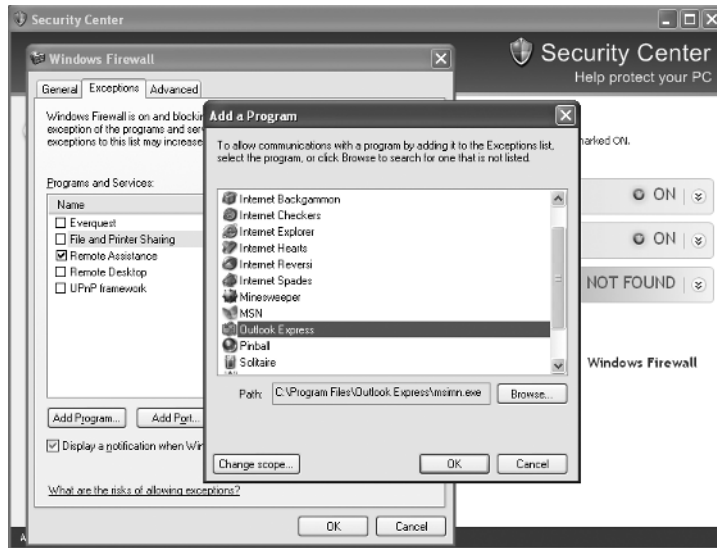 Security Center
Windows Firewall
Security Center
Help protect your PC
General Exceptions Advanced
Windows Firewall is on and blockin
exception of the programs and ser
exceptions to this list may increase
Programs and Services:
Name
Everquest
File and Printer Sharing
Remote Assistance
Remote Desktop
UPnP framework
Add Program... Add Port...
Display a notification when Win
What are the risks of allowing exceptions?
OK Cancel
Add a Program
To allow communications with a program by adding it to the Exceptions list,
select the program, or click Browse to search for one that is not listed.
Internet Backgammon
Internet Checkers
Internet Explorer
Internet Hearts
Internet Reversi
Internet Spades
Minesweeper
MSN
Outlook Express
Pinball
Solitaire
Path: C:\Program Files\Outlook Express\msimn.exe Browse...
Change scope... OK Cancel
marked ON.
ON
ON
NOT FOUND
Windows Firewall